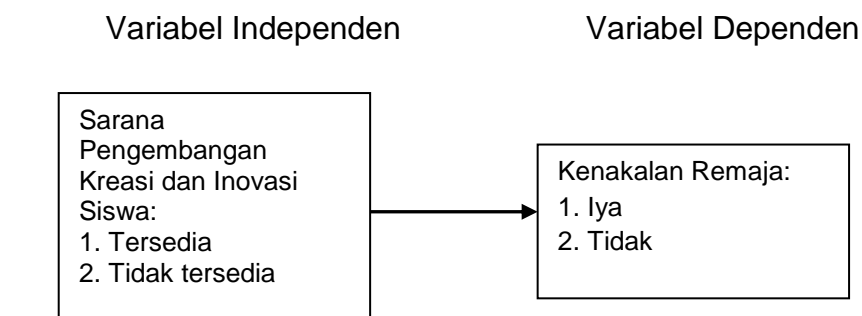 Variabel Independen
Variabel Dependen
Sarana
Pengembangan
Kreasi dan Inovasi
Siswa:
1. Tersedia
2. Tidak tersedia
Kenakalan Remaja:
1. Iya
2. Tidak